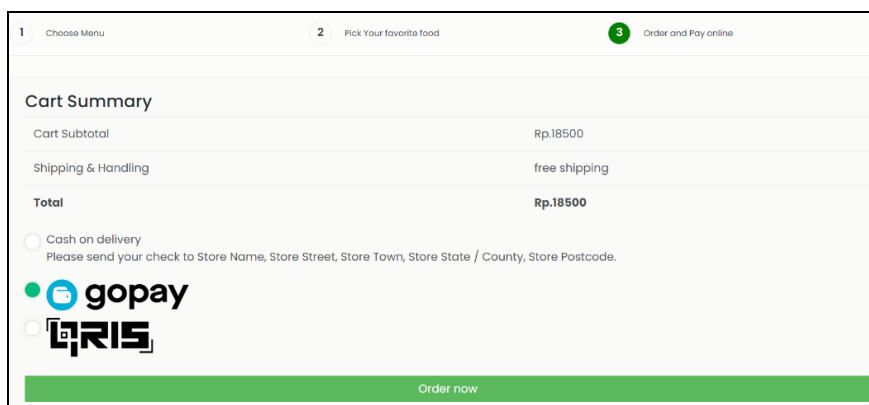 1 Choose Menu 2 Pick Your favorite food 3 Order and Pay online
Cart Summary
Cart Subtotal Rp.18500
Shipping & Handling free shipping
Total Rp.18500
Cash on delivery
Please send your check to Store Name, Store Street, Store Town, Store State / County, Store Postcode.
gopay
QRIS
Order now